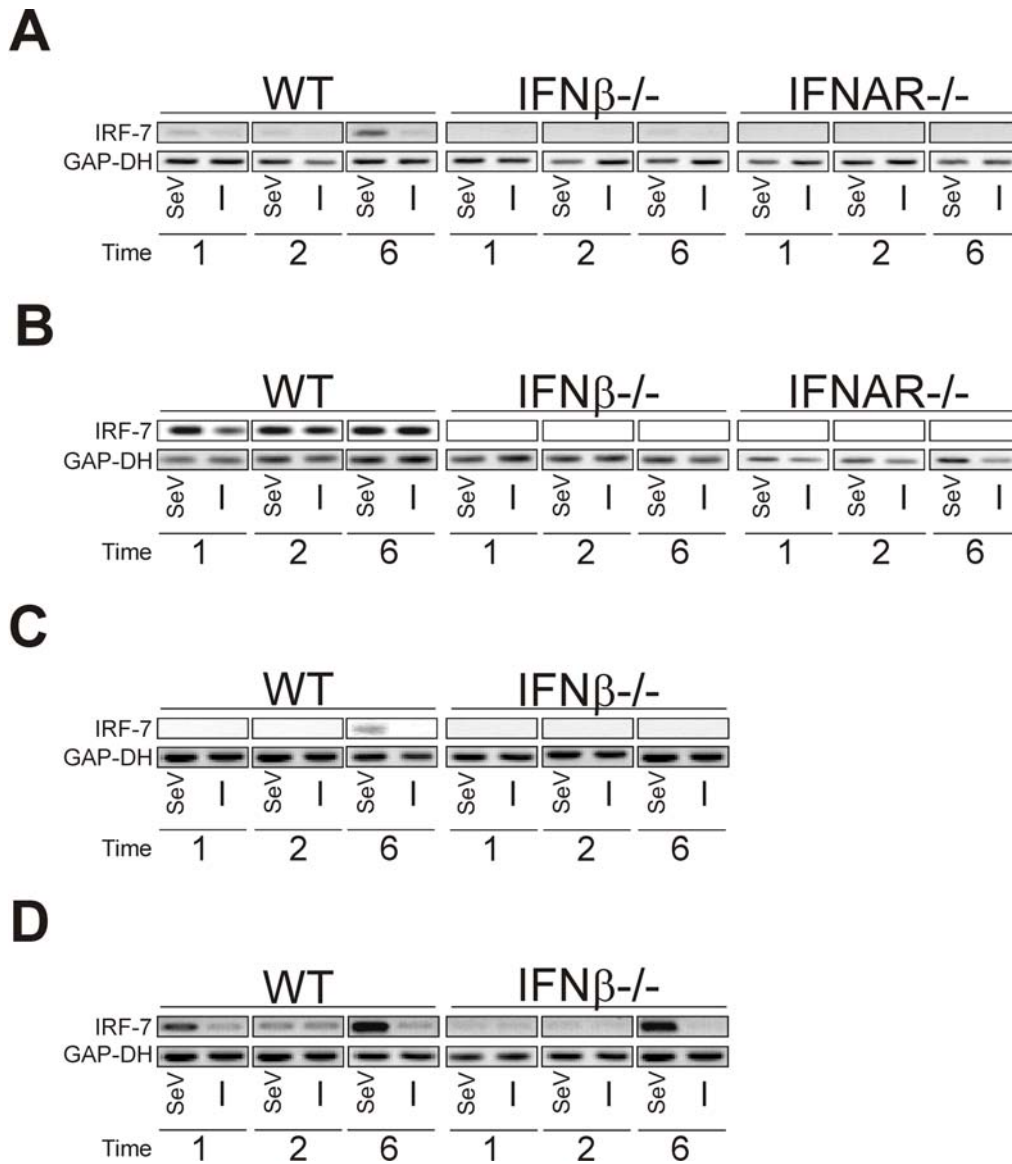 A
WT IFNβ-/- IFNAR-/-
IRF-7
GAP-DH
SeV – SeV – SeV – SeV – SeV – SeV – SeV – SeV – SeV –
Time 1 2 6 1 2 6 1 2 6
B
WT IFNβ-/- IFNAR-/-
IRF-7
GAP-DH
SeV – SeV – SeV – SeV – SeV – SeV – SeV – SeV – SeV –
Time 1 2 6 1 2 6 1 2 6
C
WT IFNβ-/-
IRF-7
GAP-DH
SeV – SeV – SeV – SeV – SeV – SeV –
Time 1 2 6 1 2 6
D
WT IFNβ-/-
IRF-7
GAP-DH
SeV – SeV – SeV – SeV – SeV – SeV –
Time 1 2 6 1 2 6